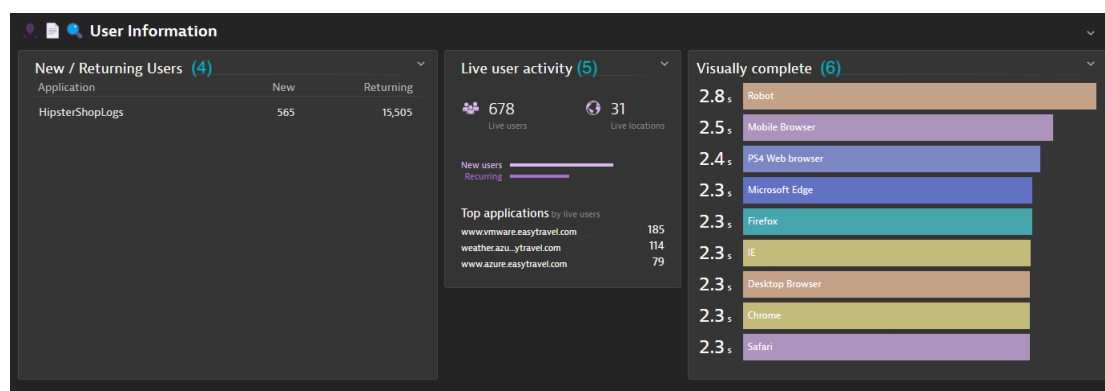 User Information
New / Returning Users (4)
Application New Returning
HipsterShopLogs 565 15,505
Live user activity (5)
678 31
Live users Live locations
New users
Recurring
Top applications by live users
www.vmware.easytravel.com 185
weather.azu...ytravel.com 114
www.azure.easytravel.com 79
Visually complete (6)
2.8 s Robot
2.5 s Mobile Browser
2.4 s PS4 Web browser
2.3 s Microsoft Edge
2.3 s Firefox
2.3 s IE
2.3 s Desktop Browser
2.3 s Chrome
2.3 s Safari